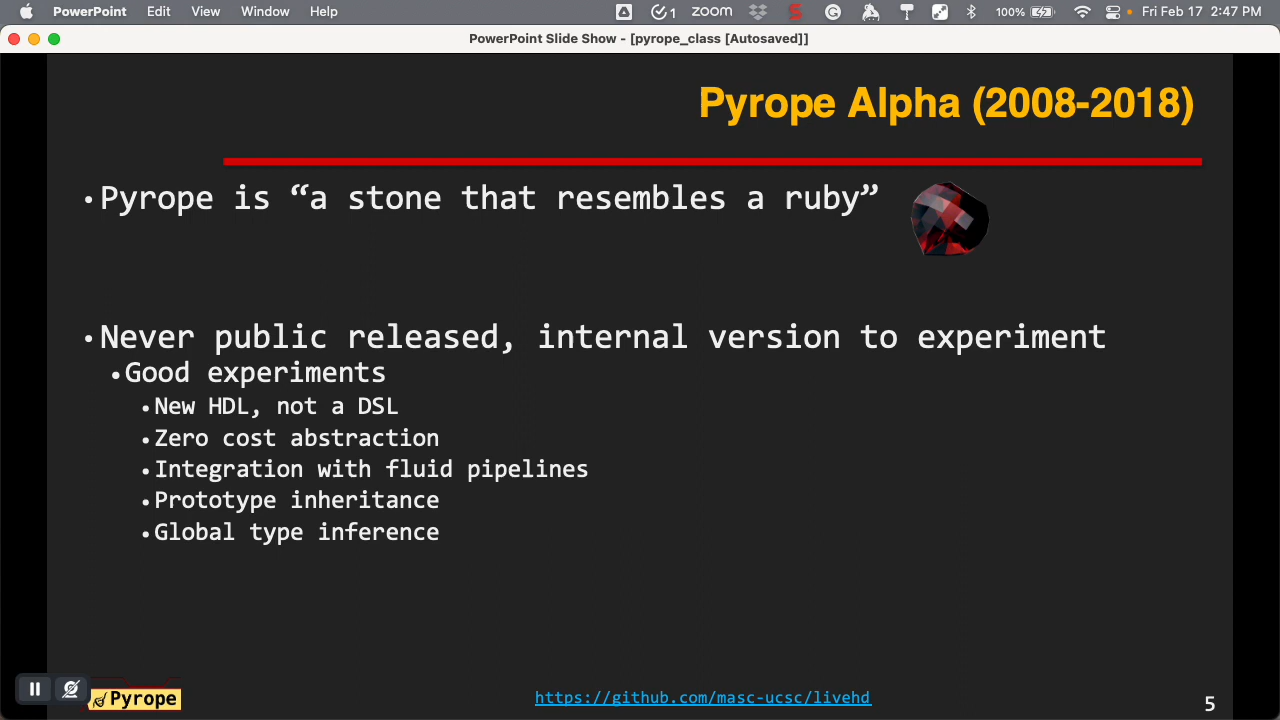 PowerPoint Edit View Window Help 1 zoom 100% Fri Feb 17 2:47 PM
PowerPoint Slide Show - [pyrope_class [Autosaved]]
Pyrope Alpha (2008-2018)
•Pyrope is “a stone that resembles a ruby”
•Never public released, internal version to experiment
•Good experiments
•New HDL, not a DSL
•Zero cost abstraction
•Integration with fluid pipelines
•Prototype inheritance
•Global type inference
Pyrope
https://github.com/masc-ucsc/livehd
5